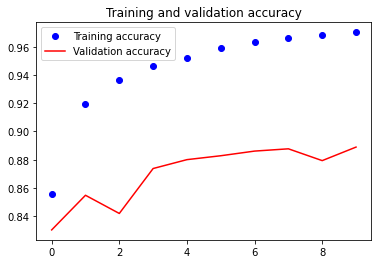 Training and validation accuracy
Training accuracy
Validation accuracy
0.96
0.94
0.92
0.90
0.88
0.86
0.84
0 2 4 6 8